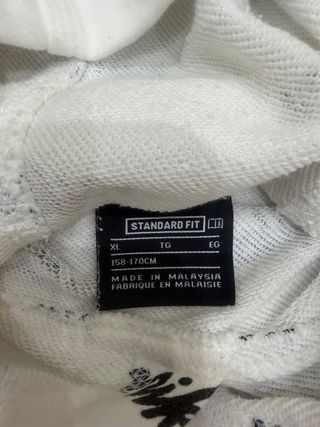 STANDARD FIT
XL TG EG
158-170CM
MADE IN MALAYSIA
FABRIQUE EN MALAISIE